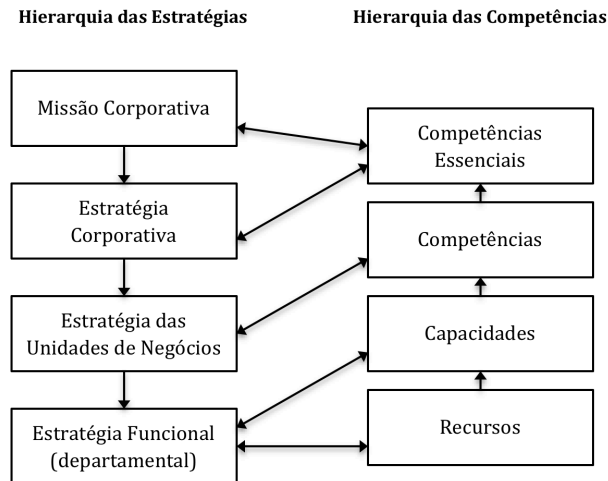 Hierarquia das Estratégias
Hierarquia das Competências
Missão Corporativa
Competências
Essenciais
Estratégia
Corporativa
Competências
Estratégia das
Unidades de Negócios
Capacidades
Estratégia Funcional
(departamental)
Recursos